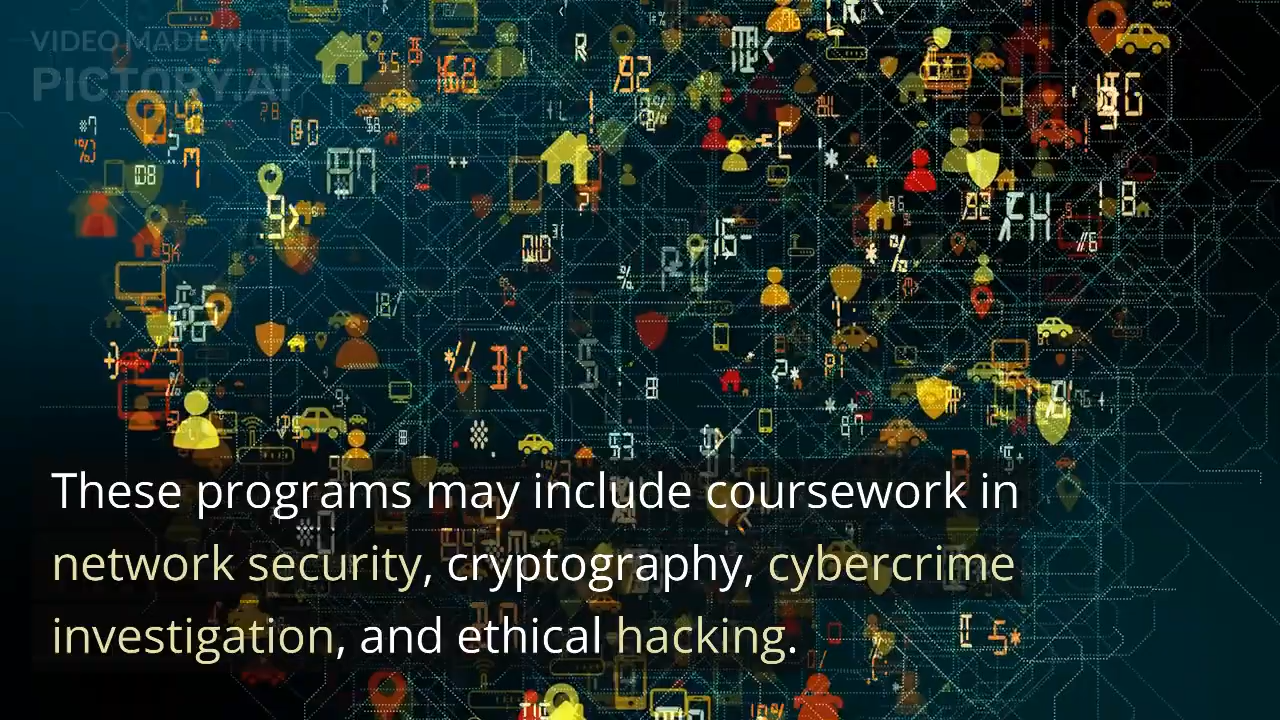 VIDEO MADE WITH
PICTORY.AI
These programs may include coursework in
network security, cryptography, cybercrime
investigation, and ethical hacking.